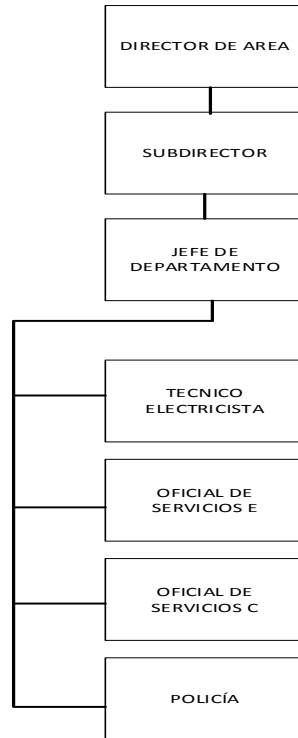 DIRECTOR DE AREA
SUBDIRECTOR
JEFE DE
DEPARTAMENTO
TECNICO
ELECTRICISTA
OFICIAL DE
SERVICIOS E
OFICIAL DE
SERVICIOS C
POLICÍA